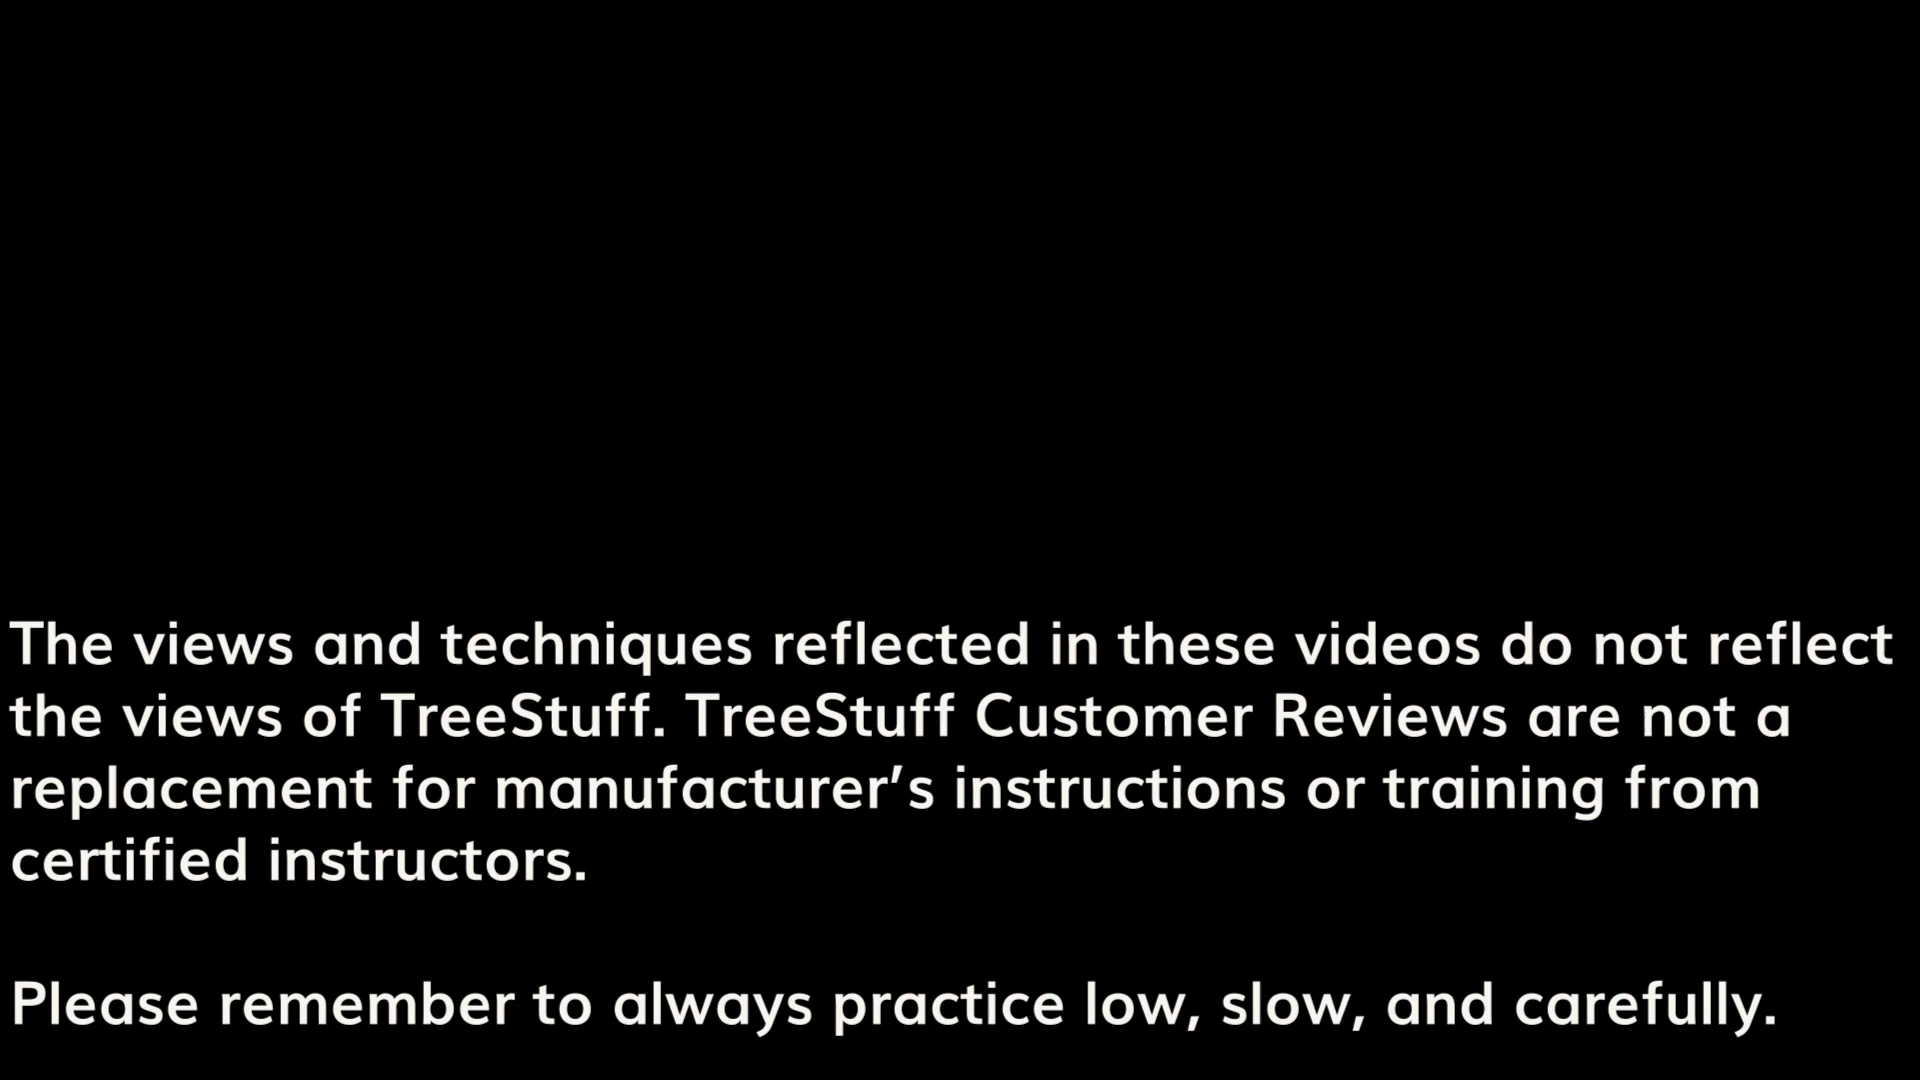 The views and techniques reflected in these videos do not reflect
the views of TreeStuff. TreeStuff Customer Reviews are not a
replacement for manufacturer’s instructions or training from
certified instructors.
Please remember to always practice low, slow, and carefully.